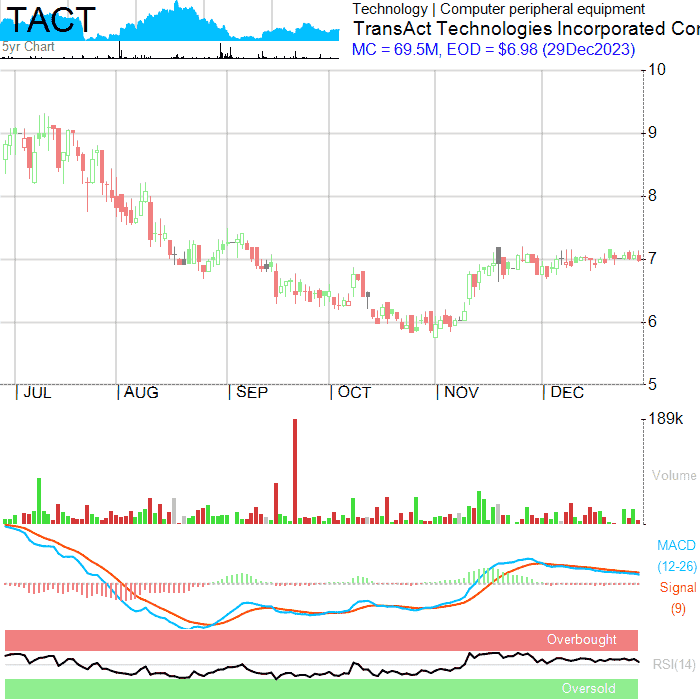 TACT
5yr Chart
Technology | Computer peripheral equipment
TransAct Technologies Incorporated Cor
MC = 69.5M, EOD = $6.98 (29Dec2023)
10
9
8
7
6
5
| JUL | AUG | SEP | OCT | NOV | DEC
189k
Volume
MACD
(12-26)
Signal
(9)
Overbought
RSI(14)
Oversold